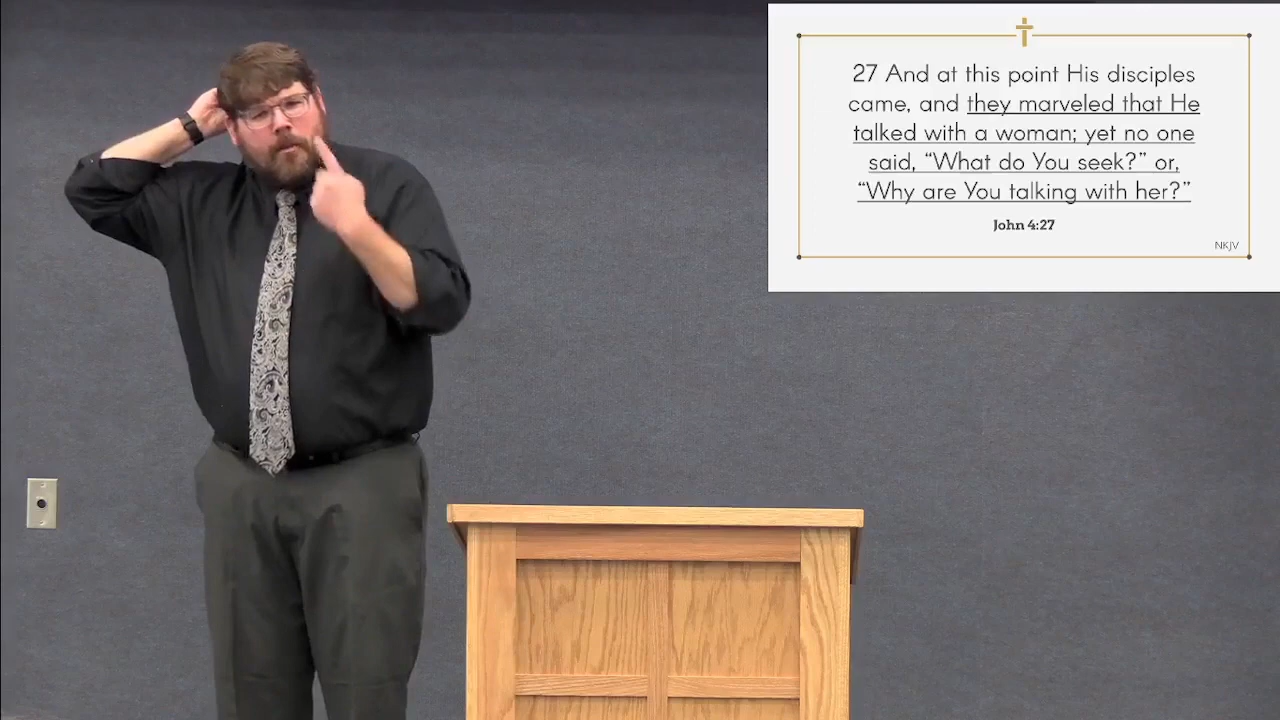 27 And at this point His disciples
came, and they marveled that He
talked with a woman; yet no one
said, “What do You seek?” or,
“Why are You talking with her?”
John 4:27
NKJV